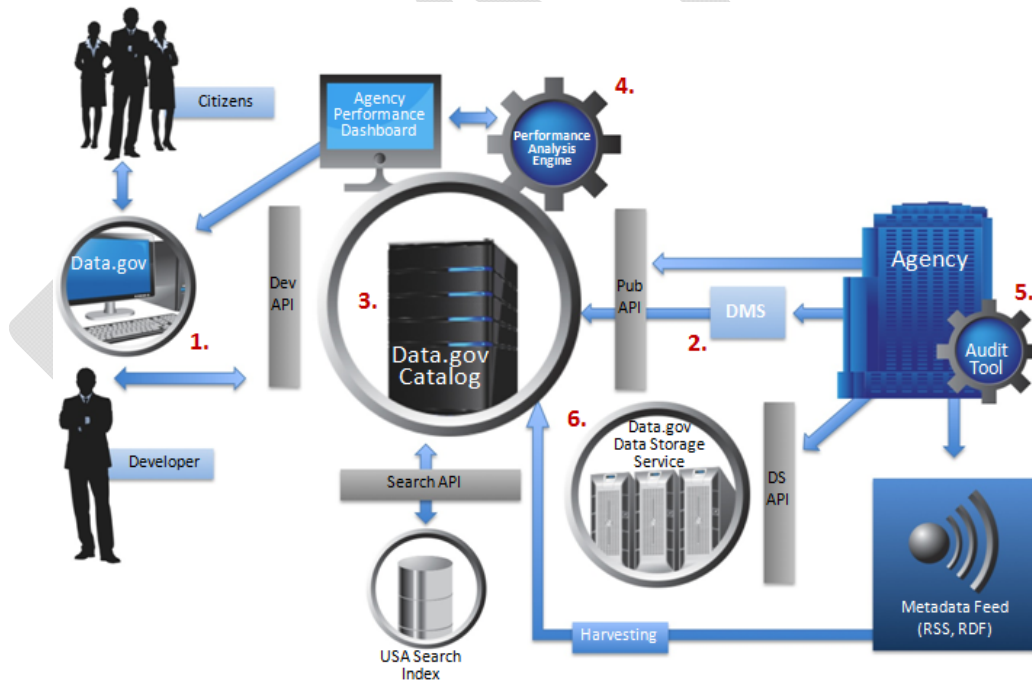 Citizens
Agency
Performance
Dashboard
4.
Performance
Analysis
Engine
Data.gov
1.
Dev
API
3.
Data.gov
Catalog
Pub
API
DMS
2.
Agency
5.
Audit
Tool
Developer
Search API
USA Search
Index
6.
Data.gov
Data Storage
Service
DS
API
Harvesting
Metadata Feed
(RSS, RDF)